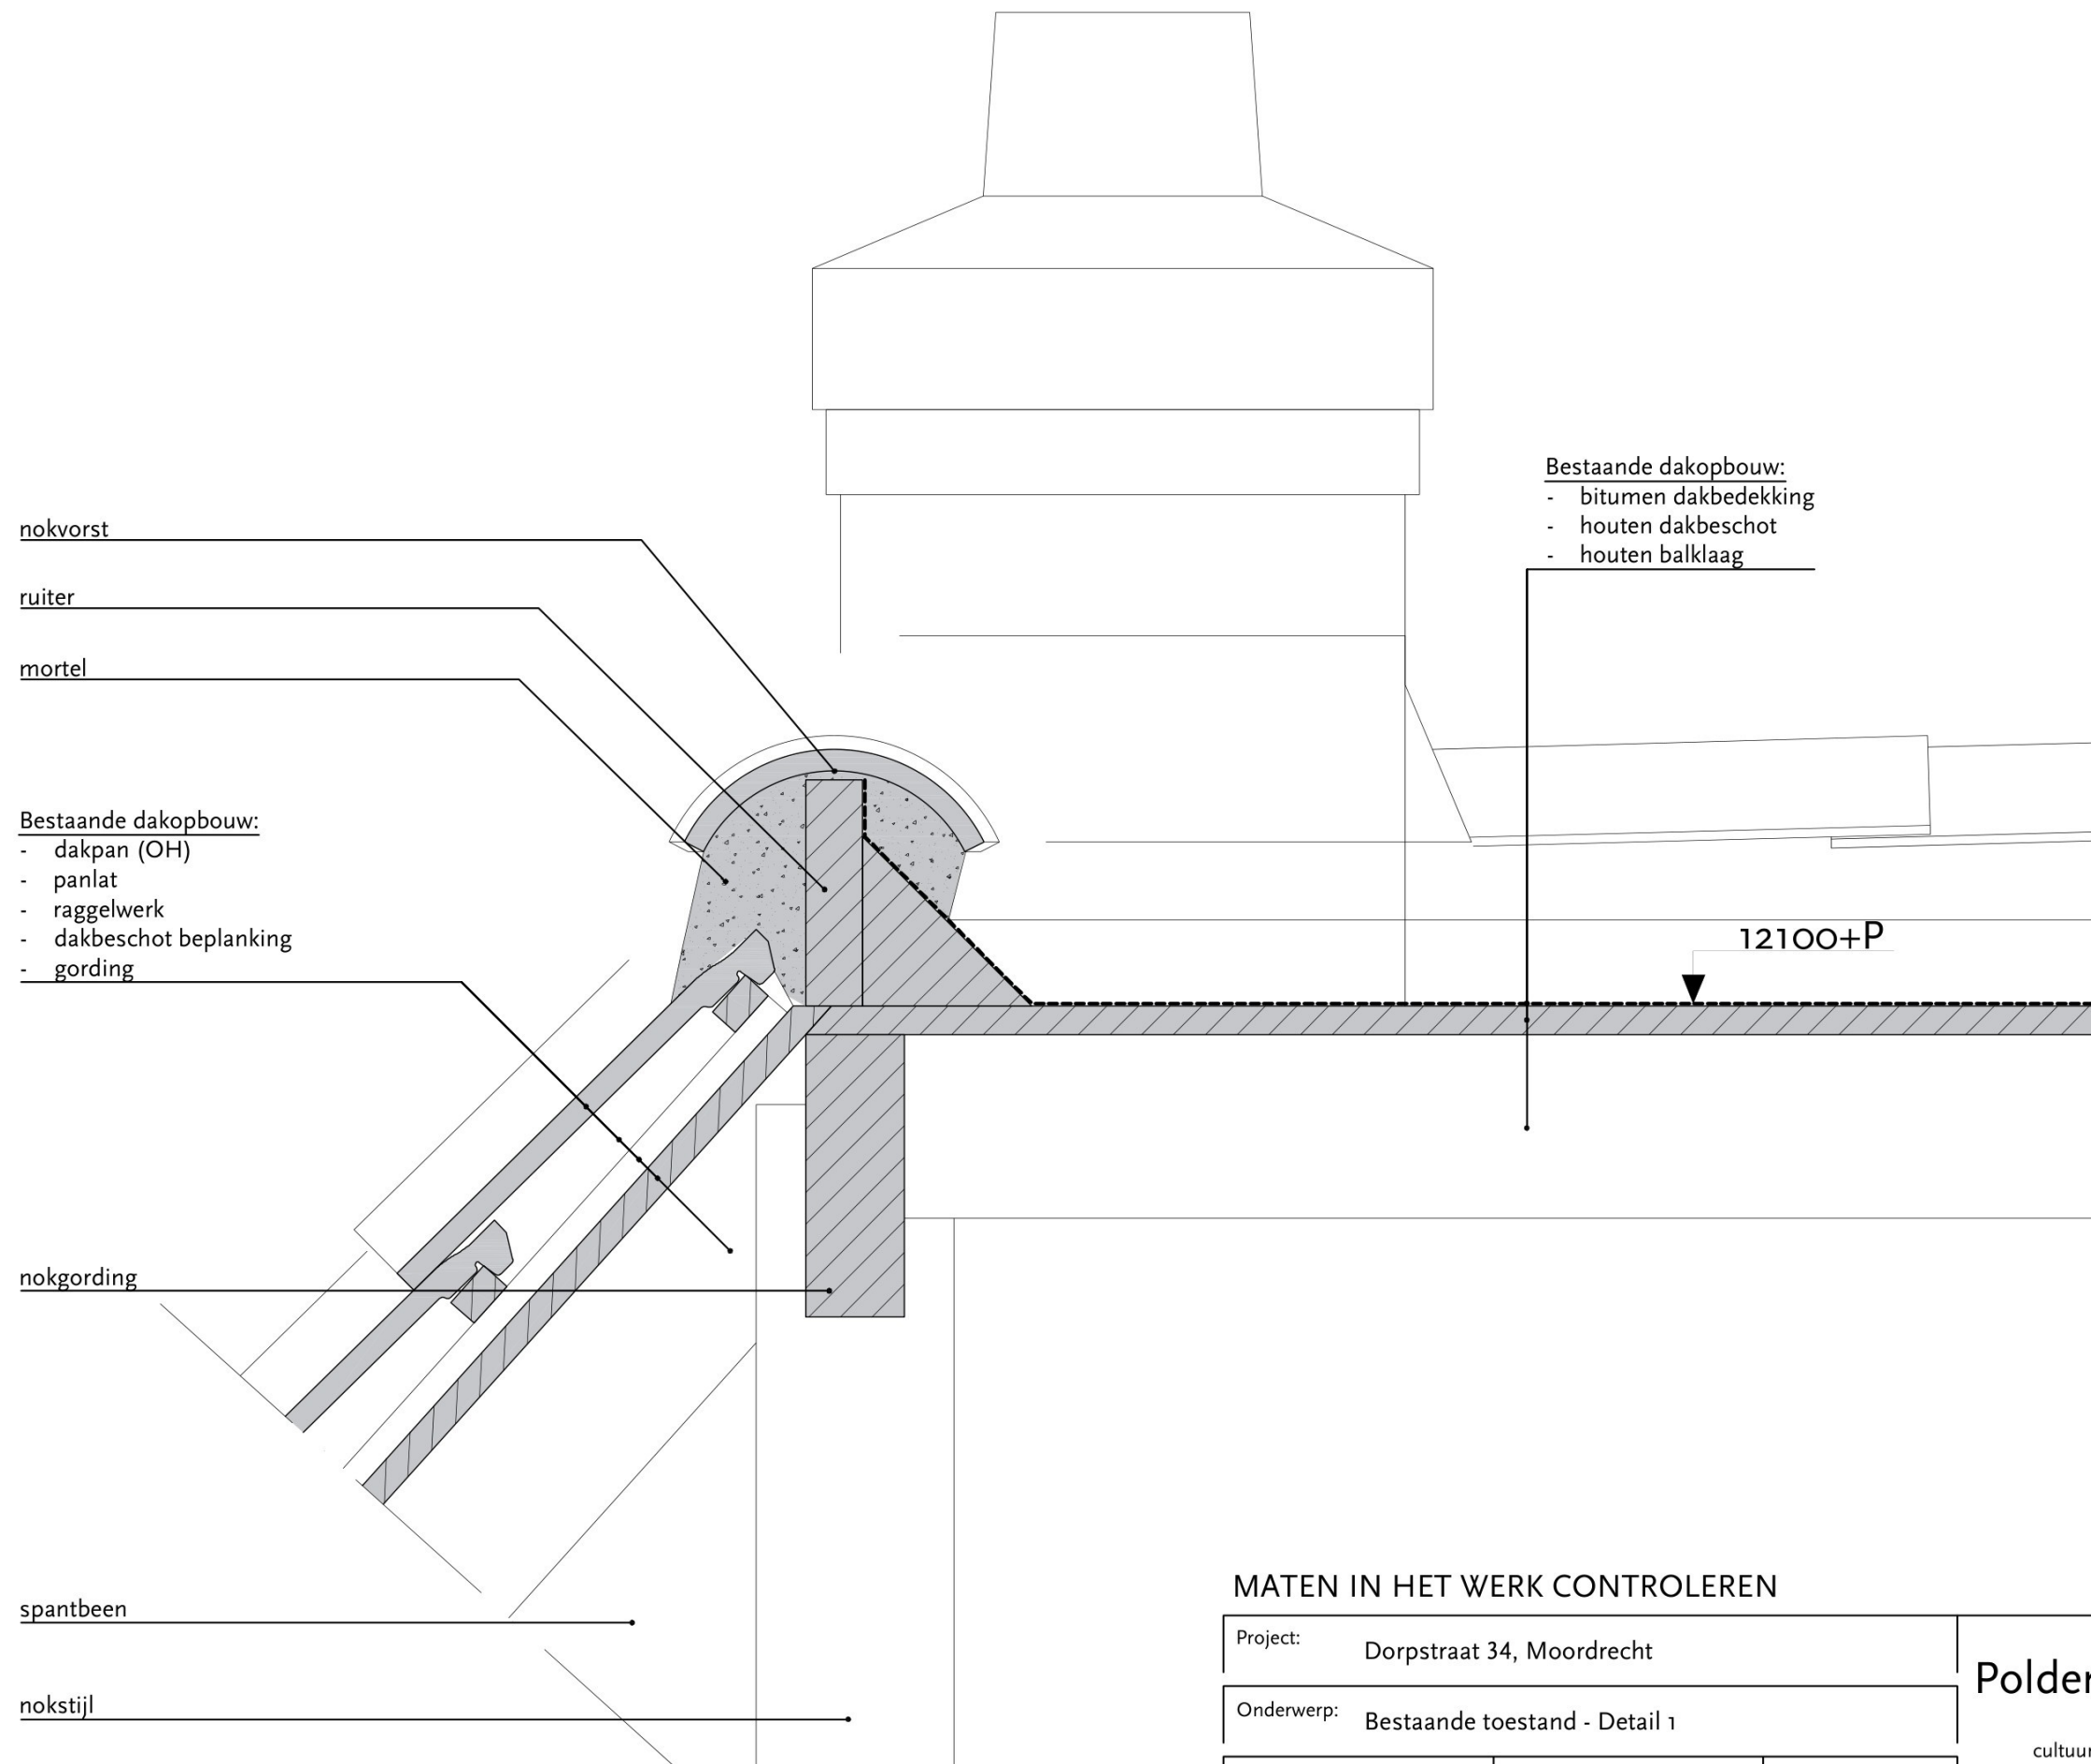 Bestaande dakopbouw:
- bitumen dakbedekking
- houten dakbeschot
- houten balklaag
nokvorst
ruiter
mortel
Bestaande dakopbouw:
- dakpan (OH)
- panlat
- raggelwerk
- dakbeschot beplanking
- gording
12100+P
nokgording
spantbeen
nokstijl
MATEN IN HET WERK CONTROLEREN
Project: Dorpstraat 34, Moordrecht
Onderwerp: Bestaande toestand - Detail 1
Polder
cultuur